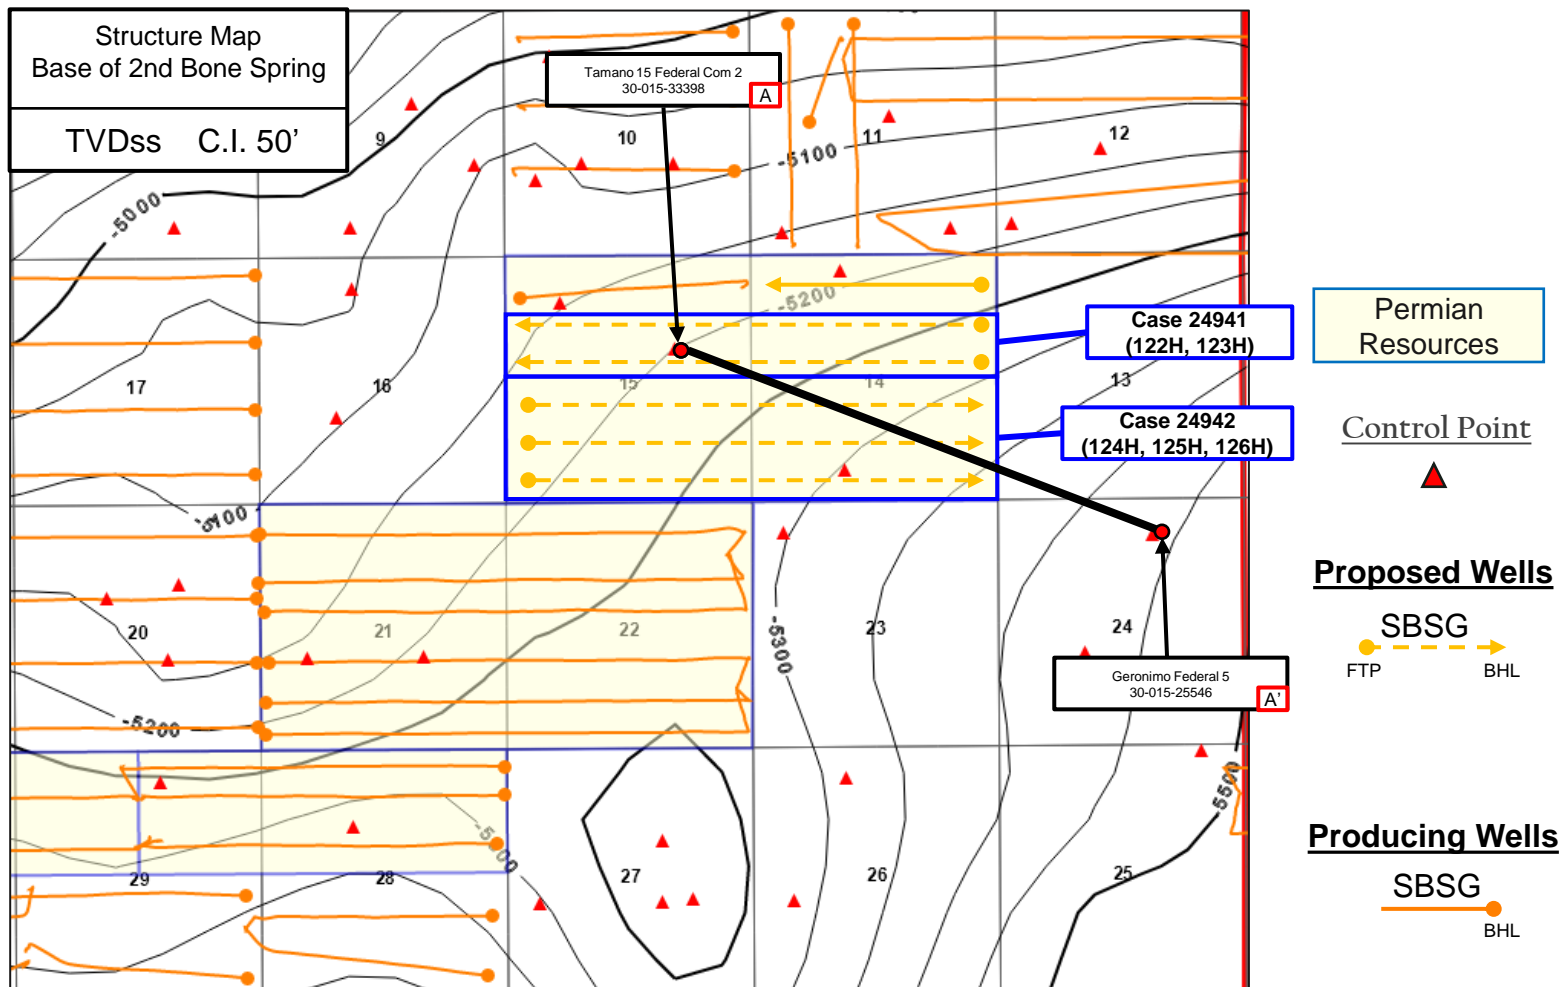 Structure Map
Base of 2nd Bone Spring
TVDss C.I. 50’
Tamano 15 Federal Com 2
30-015-33398
A
9
10
11
12
-5100
-5000
-5200
Case 24941
(122H, 123H)
Permian
Resources
17
16
15
14
13
Case 24942
(124H, 125H, 126H)
Control Point
-5100
Proposed Wells
SBSG
FTP
BHL
20
21
22
23
24
-5300
Geronimo Federal 5
30-015-25546
A’
-5200
-5500
Producing Wells
SBSG
BHL
29
28
27
26
25